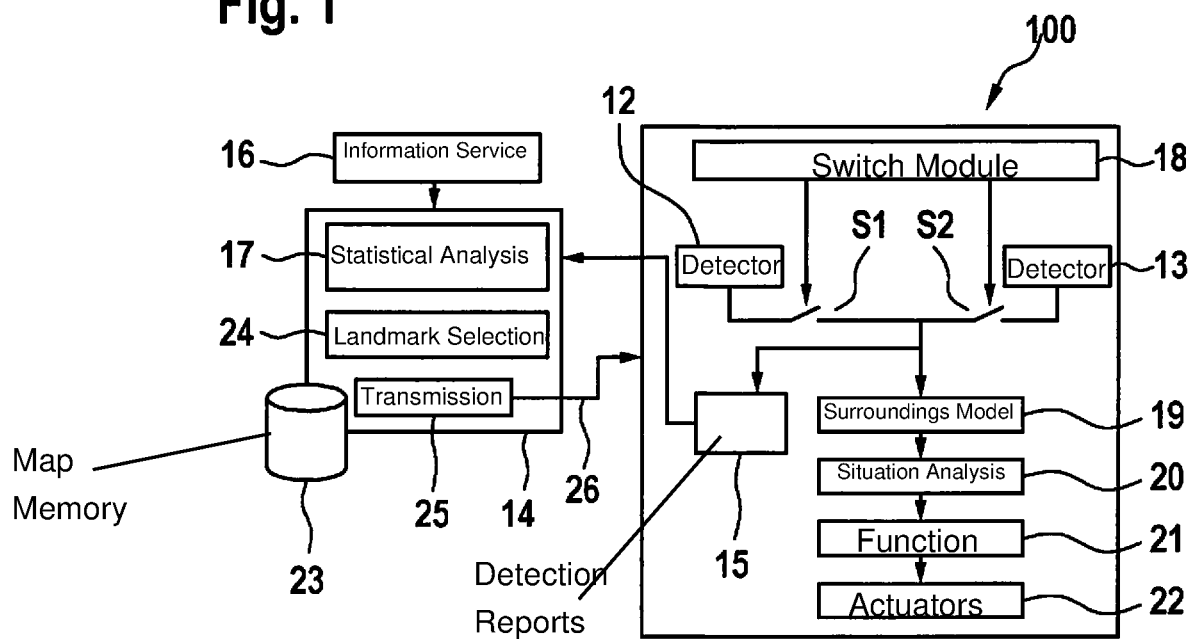 Fig. 1
100
12
16
Information Service
Switch Module
18
S1
S2
17
Statistical Analysis
Detector
Detector
13
24
Landmark Selection
Transmission
Surroundings Model
19
Map
Memory
25
14
26
Situation Analysis
20
23
15
Function
21
Detection
Reports
Actuators
22